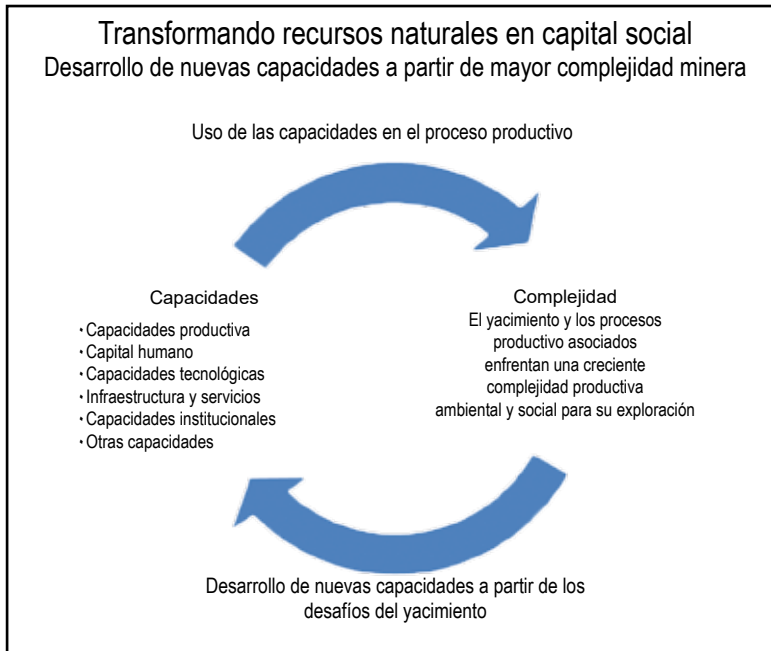 Transformando recursos naturales en capital social
Desarrollo de nuevas capacidades a partir de mayor complejidad minera
Uso de las capacidades en el proceso productivo
Capacidades
· Capacidades productiva
· Capital humano
· Capacidades tecnológicas
· Infraestructura y servicios
· Capacidades institucionales
· Otras capacidades
Complejidad
El yacimiento y los procesos
productivo asociados
enfrentan una creciente
complejidad productiva
ambiental y social para su exploración
Desarrollo de nuevas capacidades a partir de los
desafíos del yacimiento